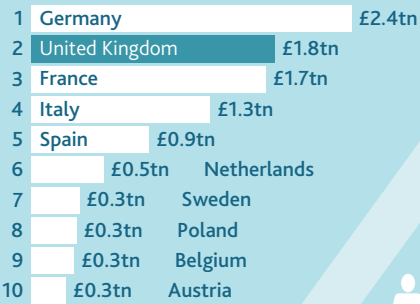 1 Germany £2.4tn
2 United Kingdom £1.8tn
3 France £1.7tn
4 Italy £1.3tn
5 Spain £0.9tn
6 £0.5tn Netherlands
7 £0.3tn Sweden
8 £0.3tn Poland
9 £0.3tn Belgium
10 £0.3tn Austria